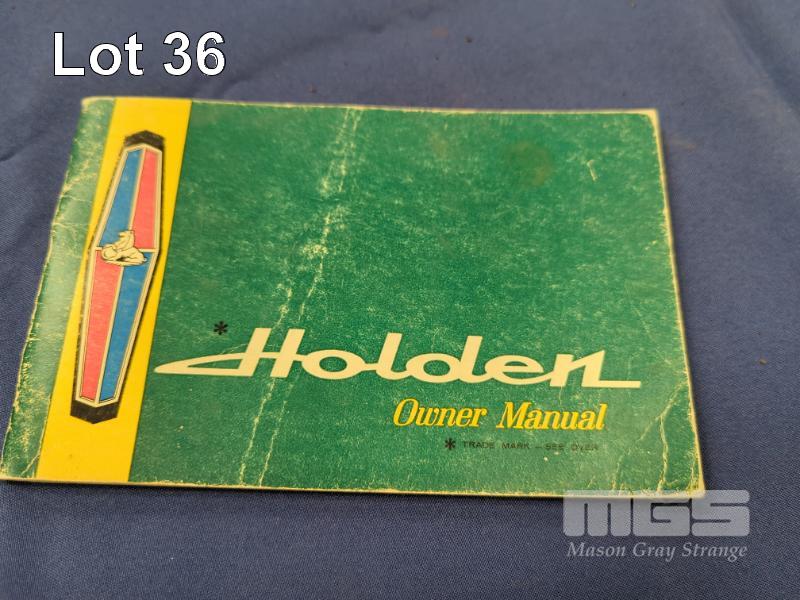 Lot 36
* Holden
Owner Manual
* TRADE MARK - SEE OVER
MGS
Mason Gray Strange